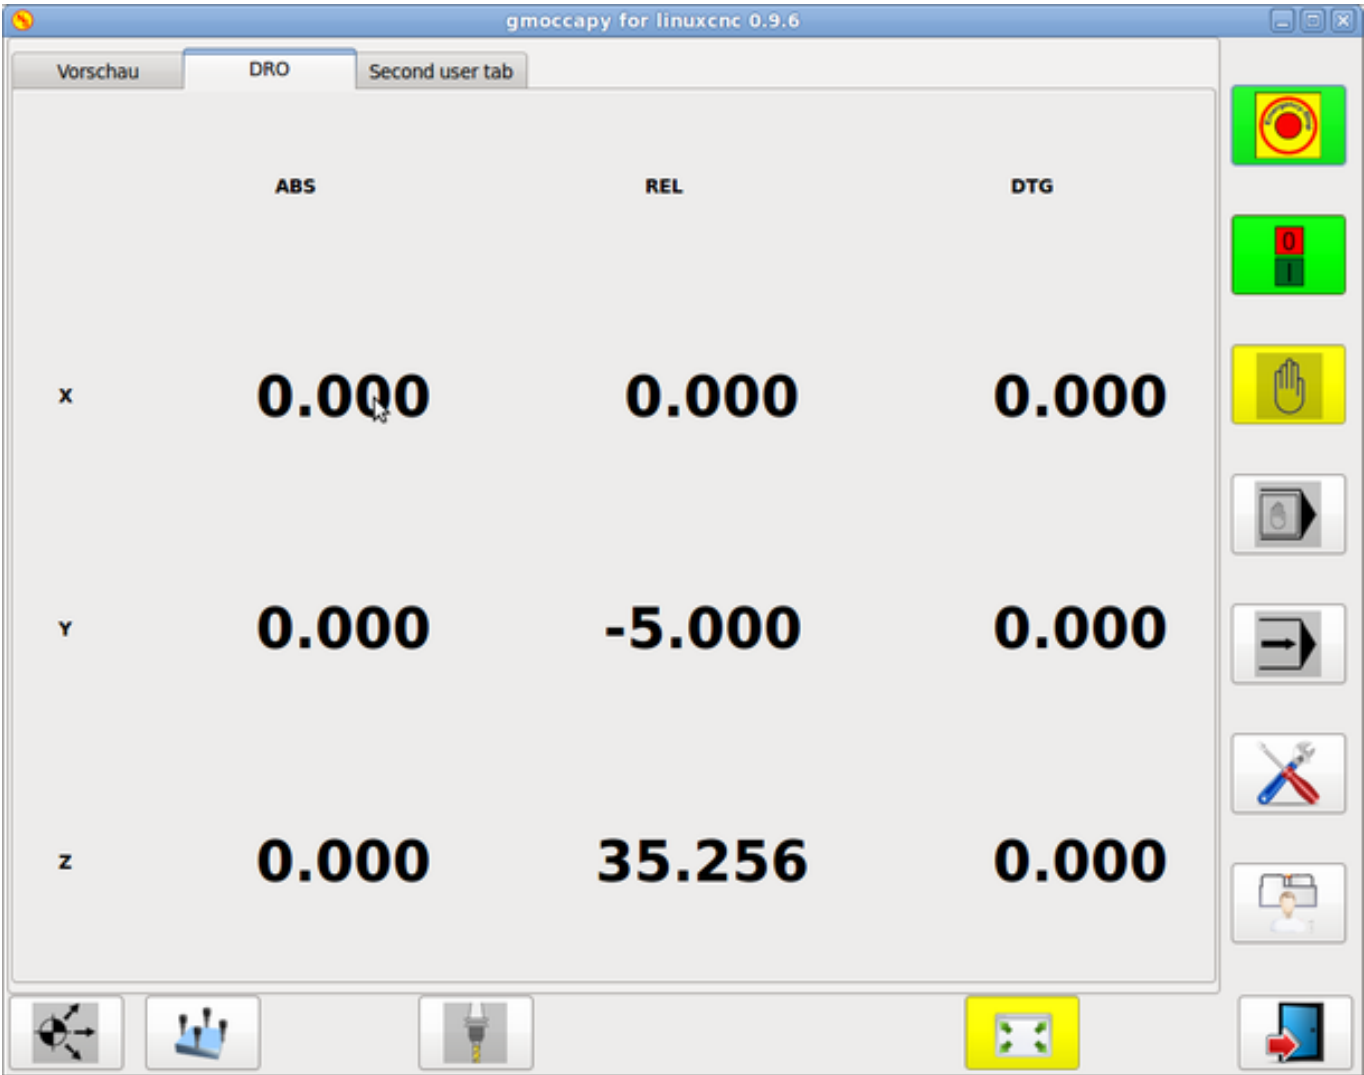 gmoccapy for linuxcnc 0.9.6
Vorschau DRO Second user tab
ABS REL DTG
X 0.000 0.000 0.000
Y 0.000 -5.000 0.000
Z 0.000 35.256 0.000
0
I